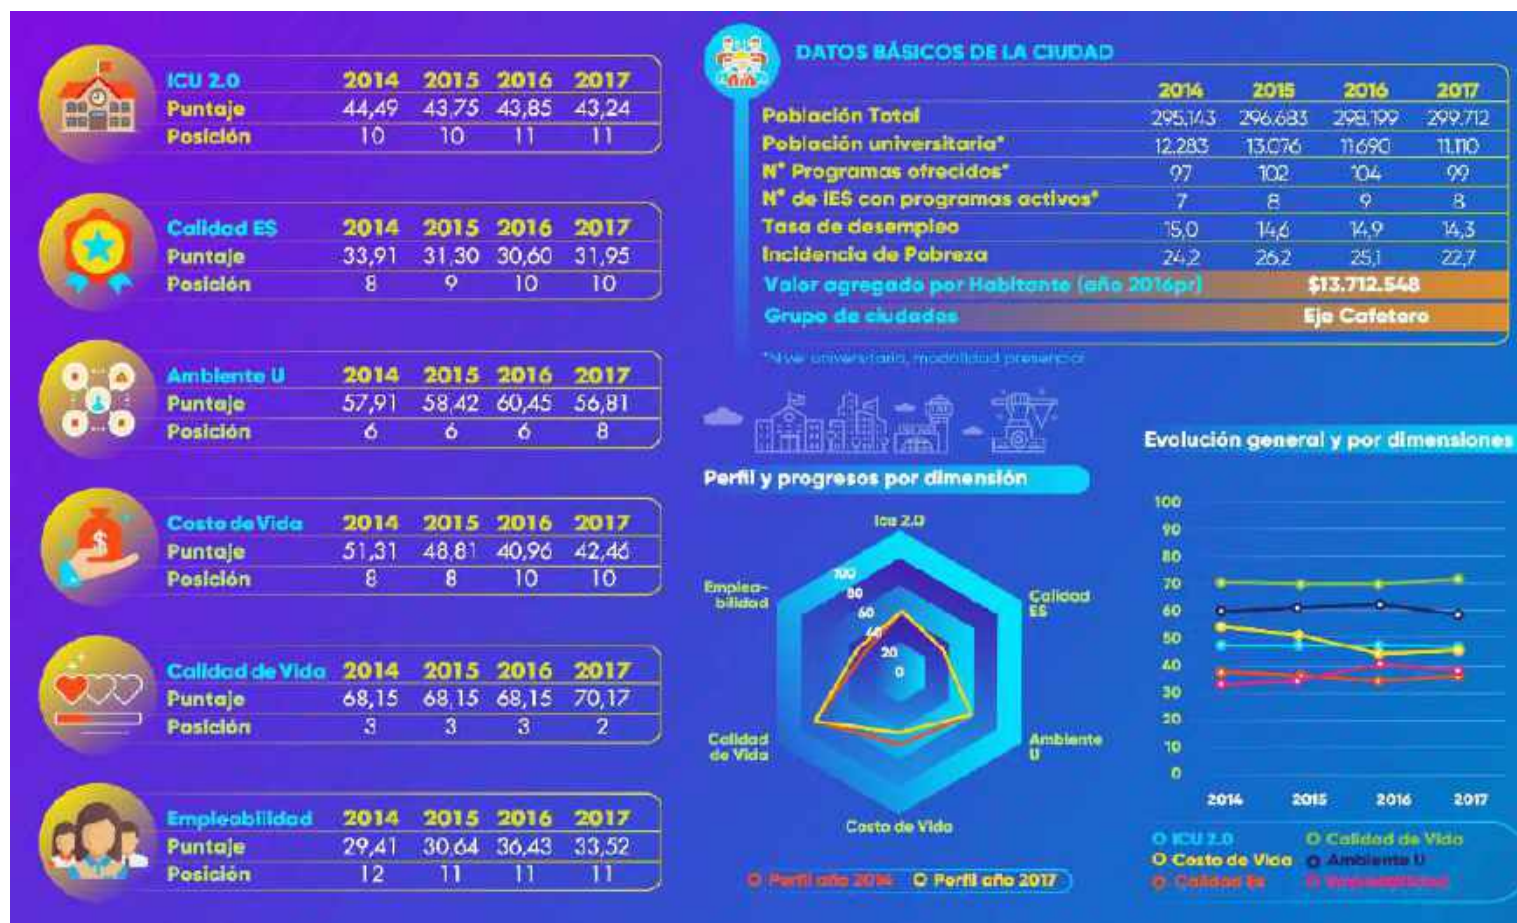 ICU 2.0 2014 2015 2016 2017
Puntaje 44,49 43,75 43,85 43,24
Posición 10 10 11 11
Calidad ES 2014 2015 2016 2017
Puntaje 33,91 31,30 30,60 31,95
Posición 8 9 10 10
Ambiente U 2014 2015 2016 2017
Puntaje 57,91 58,42 60,45 56,81
Posición 6 6 6 8
Costo de Vida 2014 2015 2016 2017
Puntaje 51,31 48,81 40,96 42,46
Posición 8 8 10 10
Calidad de Vida 2014 2015 2016 2017
Puntaje 68,15 68,15 68,15 70,17
Posición 3 3 3 2
Empleabilidad 2014 2015 2016 2017
Puntaje 29,41 30,64 36,43 33,52
Posición 12 11 11 11
DATOS BÁSICOS DE LA CIUDAD
2014 2015 2016 2017
Población Total 295.143 296.683 298.199 299.712
Población universitaria* 12.283 13.076 11.690 11.110
N° Programas ofrecidos* 97 102 104 99
N° de IES con programas activos* 7 8 9 8
Tasa de desempleo 15,0 14,6 14,9 14,3
Incidencia de Pobreza 24,2 26,2 25,1 22,7
Valor agregado por Habitante (año 2016pr) $13.712.548
Grupo de ciudades Eje Cafetero
*Nivel universitario, modalidad presencial
Perfil y progresos por dimensión
Icu 2.0
Calidad
ES
Ambiente
U
Costo de Vida
Calidad
de Vida
Emplea-
bilidad
100
80
60
40
20
0
Perfil año 2014 Perfil año 2017
Evolución general y por dimensiones
100
90
80
70
60
50
40
30
20
10
0
2014 2015 2016 2017
ICU 2.0 Calidad de Vida
Costo de Vida Ambiente U
Calidad Es Empleabilidad